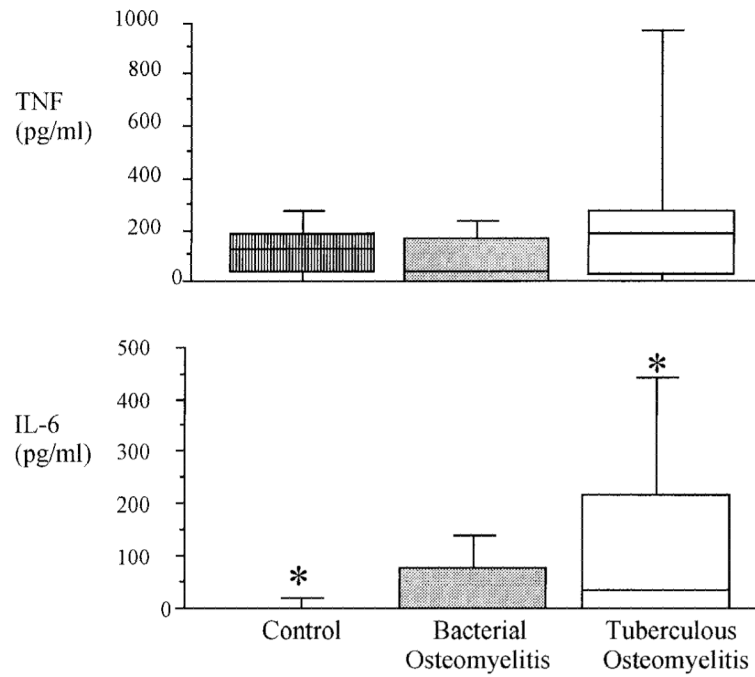 1000
800
TNF
(pg/ml)
600
400
200
0
500
*
400
IL-6
(pg/ml)
300
200
100
*
0
Control Bacterial Tuberculous
Osteomyelitis Osteomyelitis